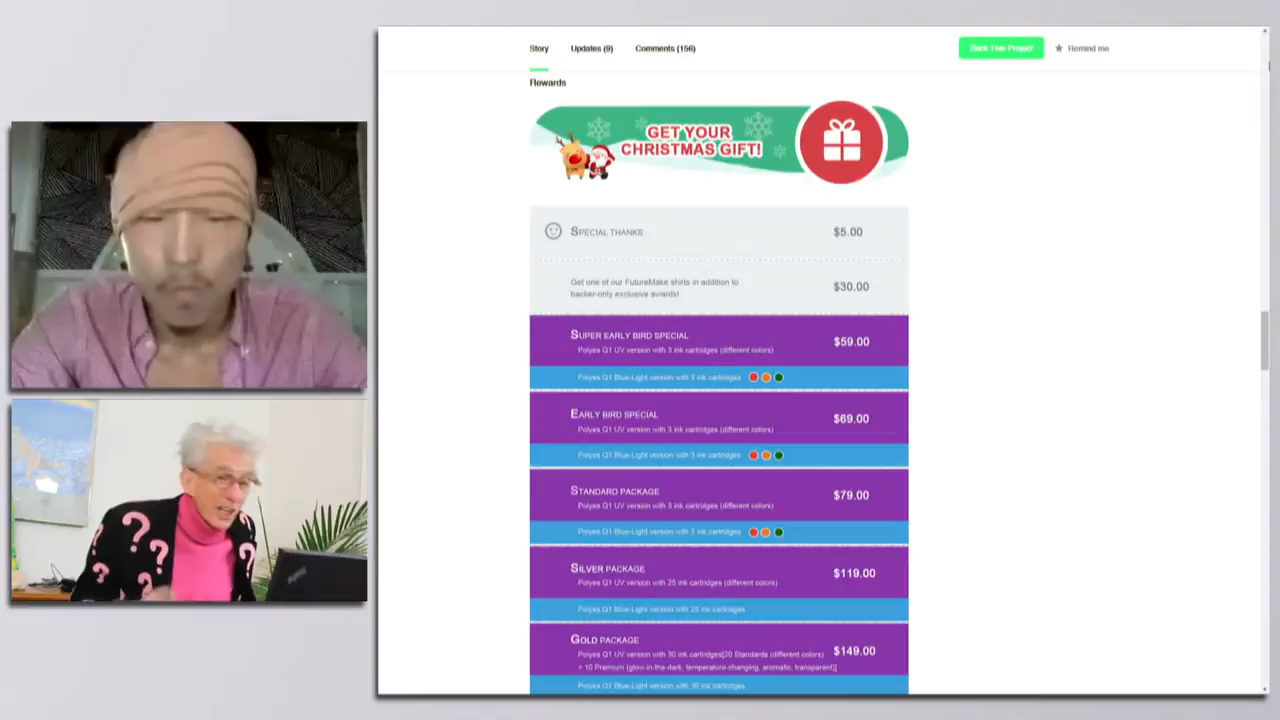 Story Updates (9) Comments (156) Back This Project ★ Remind me
Rewards
GET YOUR
CHRISTMAS GIFT!
SPECIAL THANKS $5.00
Get one of our FutureMake shirts in addition to
backer-only exclusive awards! $30.00
SUPER EARLY BIRD SPECIAL
Polyes Q1 UV version with 3 ink cartridges (different colors) $59.00
Polyes Q1 Blue-Light version with 3 ink cartridges
EARLY BIRD SPECIAL
Polyes Q1 UV version with 3 ink cartridges (different colors) $69.00
Polyes Q1 Blue-Light version with 3 ink cartridges
STANDARD PACKAGE
Polyes Q1 UV version with 3 ink cartridges (different colors) $79.00
Polyes Q1 Blue-Light version with 3 ink cartridges
SILVER PACKAGE
Polyes Q1 UV version with 25 ink cartridges (different colors) $119.00
Polyes Q1 Blue-Light version with 25 ink cartridges
GOLD PACKAGE
Polyes Q1 UV version with 30 ink cartridges[20 Standards (different colors) $149.00
+ 10 Premium (glow-in-the-dark, temperature-changing, aromatic, transparent)]
Polyes Q1 Blue-Light version with 30 ink cartridges
? ? ? ?